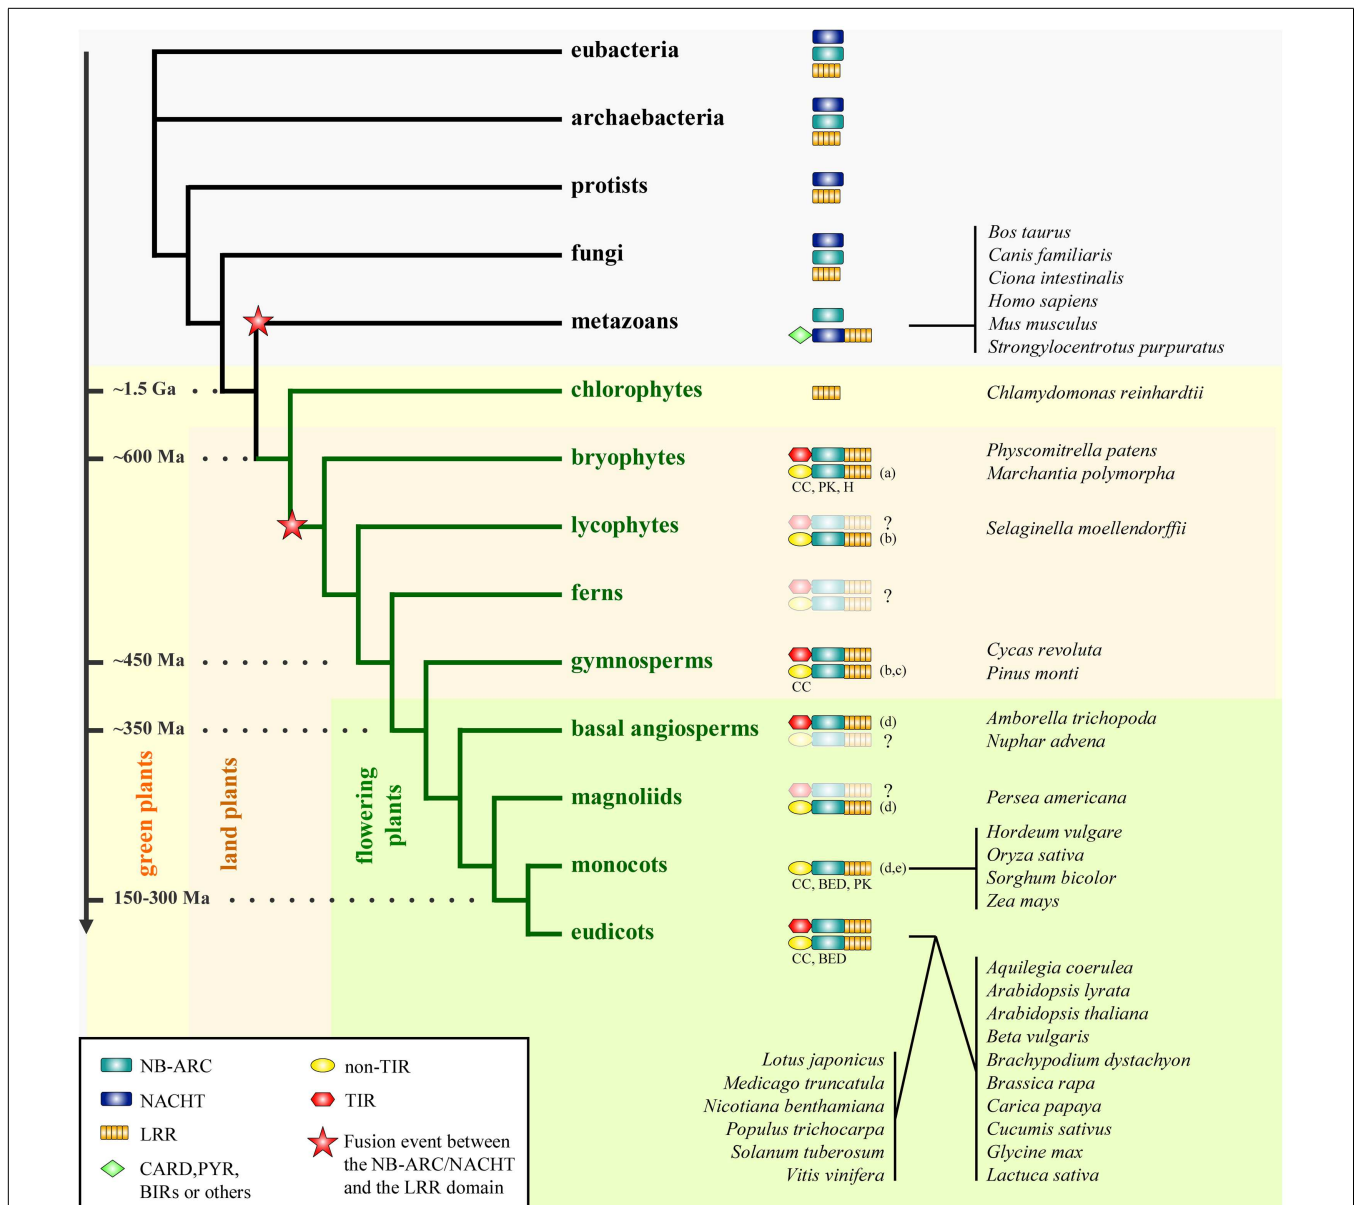 eubacteria
archaebacteria
protists
fungi
Bos taurus
Canis familiaris
Ciona intestinalis
Homo sapiens
Mus musculus
Strongylocentrotus purpuratus
metazoans
~1.5 Ga
chlorophytes
Chlamydomonas reinhardtii
~600 Ma
bryophytes
(a)
CC, PK, H
Physcomitrella patens
Marchantia polymorpha
lycophytes
?
(b)
Selaginella moellendorffii
ferns
?
~450 Ma
gymnosperms
(b,c)
CC
Cycas revoluta
Pinus monti
~350 Ma
basal angiosperms
(d)
?
Amborella trichopoda
Nuphar advena
green plants
land plants
flowering
plants
magnoliids
?
(d)
Persea americana
monocots
(d,e)
CC, BED, PK
Hordeum vulgare
Oryza sativa
Sorghum bicolor
Zea mays
150-300 Ma
eudicots
CC, BED
Aquilegia coerulea
Arabidopsis lyrata
Arabidopsis thaliana
Beta vulgaris
Brachypodium dystachyon
Brassica rapa
Carica papaya
Cucumis sativus
Glycine max
Lactuca sativa
Lotus japonicus
Medicago truncatula
Nicotiana benthamiana
Populus trichocarpa
Solanum tuberosum
Vitis vinifera
NB-ARC
NACHT
LRR
CARD,PYR,
BIRs or others
non-TIR
TIR
Fusion event between
the NB-ARC/NACHT
and the LRR domain